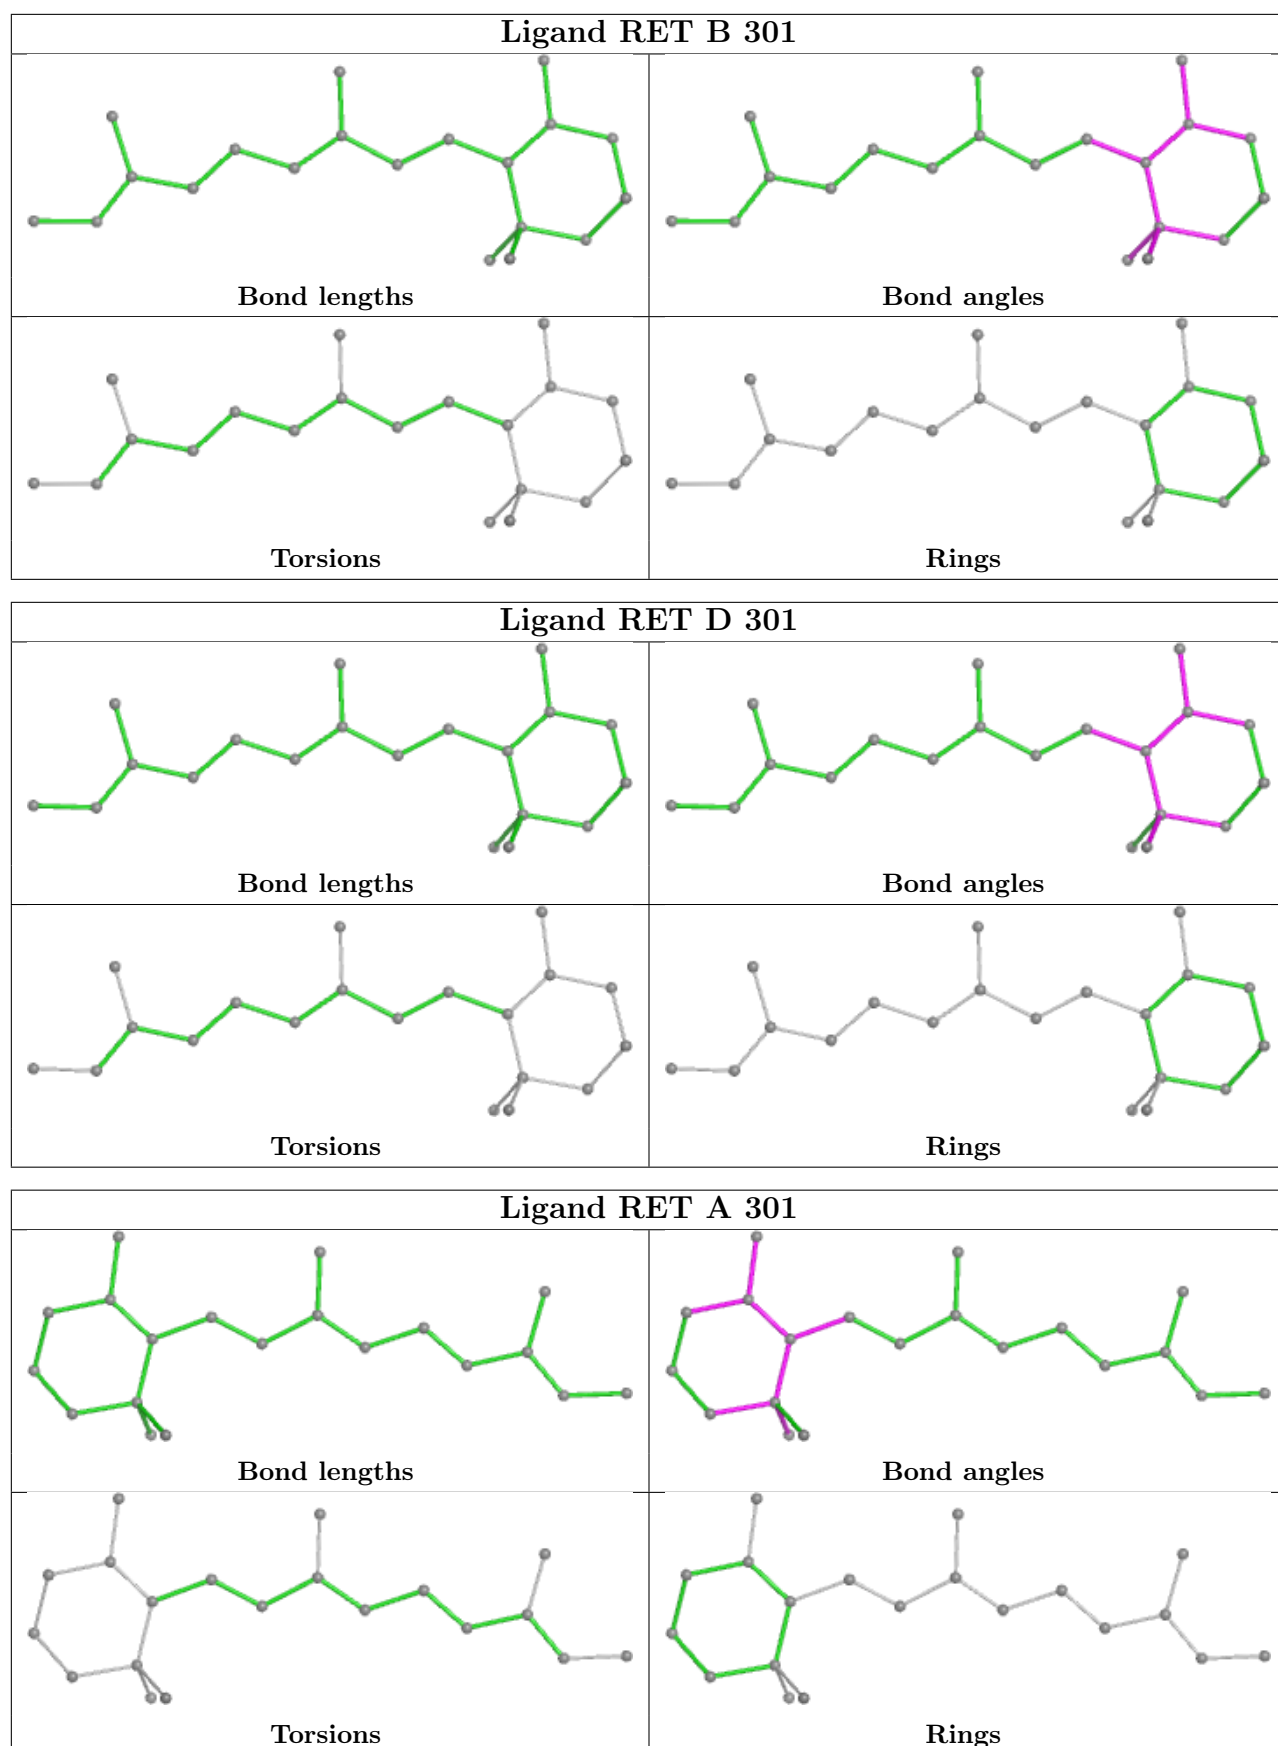 Ligand RET B 301
Bond lengths
Bond angles
Torsions
Rings
Ligand RET D 301
Bond lengths
Bond angles
Torsions
Rings
Ligand RET A 301
Bond lengths
Bond angles
Torsions
Rings